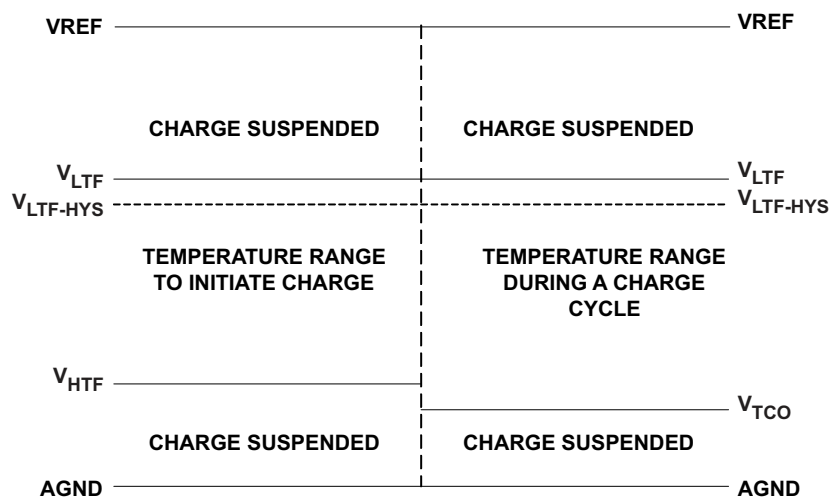 VREF
VREF
CHARGE SUSPENDED
CHARGE SUSPENDED
VLTF
VLTF
VLTF-HYS
VLTF-HYS
TEMPERATURE RANGE
TO INITIATE CHARGE
TEMPERATURE RANGE
DURING A CHARGE
CYCLE
VHTF
VTCO
CHARGE SUSPENDED
CHARGE SUSPENDED
AGND
AGND